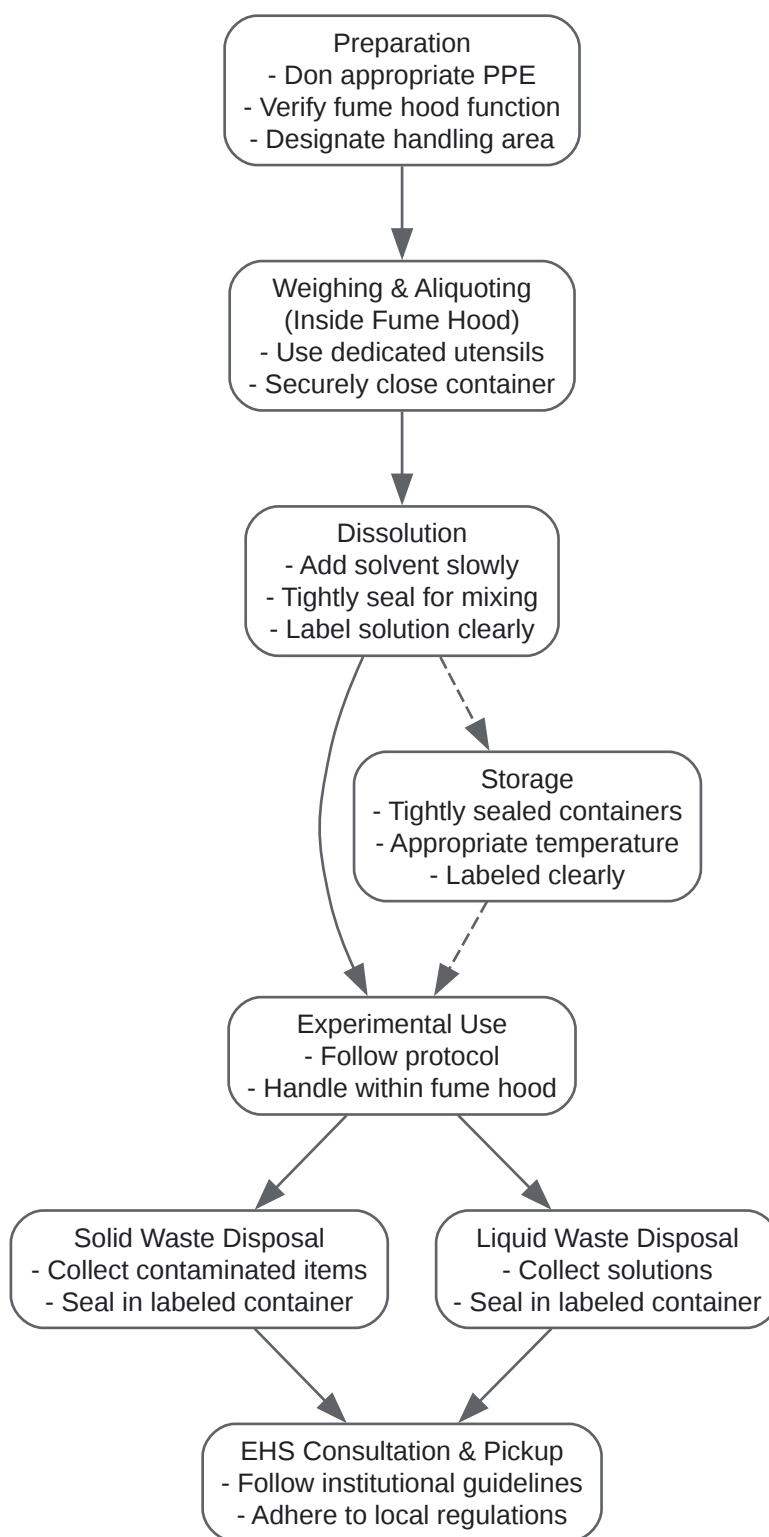 Preparation
- Don appropriate PPE
- Verify fume hood function
- Designate handling area
Weighing & Aliquoting
(Inside Fume Hood)
- Use dedicated utensils
- Securely close container
Dissolution
- Add solvent slowly
- Tightly seal for mixing
- Label solution clearly
Storage
- Tightly sealed containers
- Appropriate temperature
- Labeled clearly
Experimental Use
- Follow protocol
- Handle within fume hood
Solid Waste Disposal
- Collect contaminated items
- Seal in labeled container
Liquid Waste Disposal
- Collect solutions
- Seal in labeled container
EHS Consultation & Pickup
- Follow institutional guidelines
- Adhere to local regulations